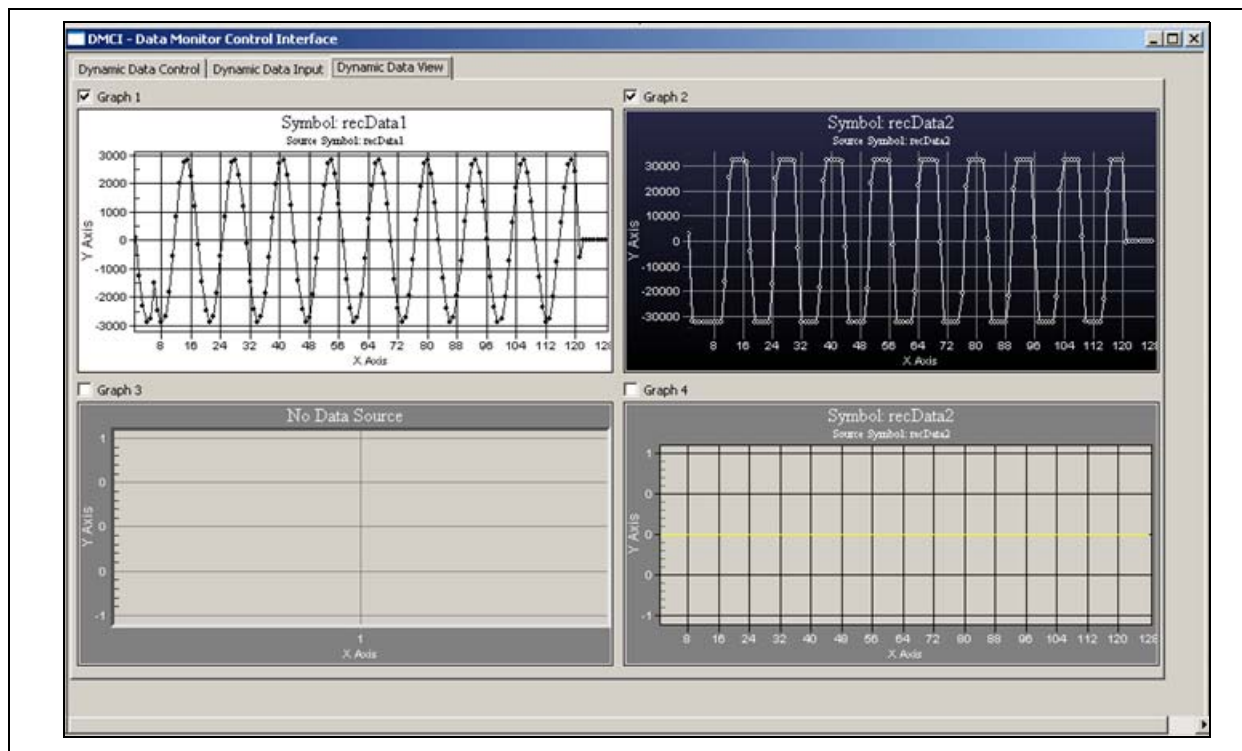 DMCI - Data Monitor Control Interface
Dynamic Data Control Dynamic Data Input Dynamic Data View
Graph 1
Symbol: recData1
Source Symbol: recData1
3000
2000
1000
0
-1000
-2000
-3000
Y Axis
8 16 24 32 40 48 56 64 72 80 88 96 104 112 120 128
X Axis
Graph 2
Symbol: recData2
Source Symbol: recData2
30000
20000
10000
0
-10000
-20000
-30000
Y Axis
8 16 24 32 40 48 56 64 72 80 88 96 104 112 120 128
X Axis
Graph 3
No Data Source
1
0
0
0
-1
Y Axis
1
X Axis
Graph 4
Symbol: recData2
Source Symbol: recData2
1
0
0
0
-1
Y Axis
8 16 24 32 40 48 56 64 72 80 88 96 104 112 120 128
X Axis